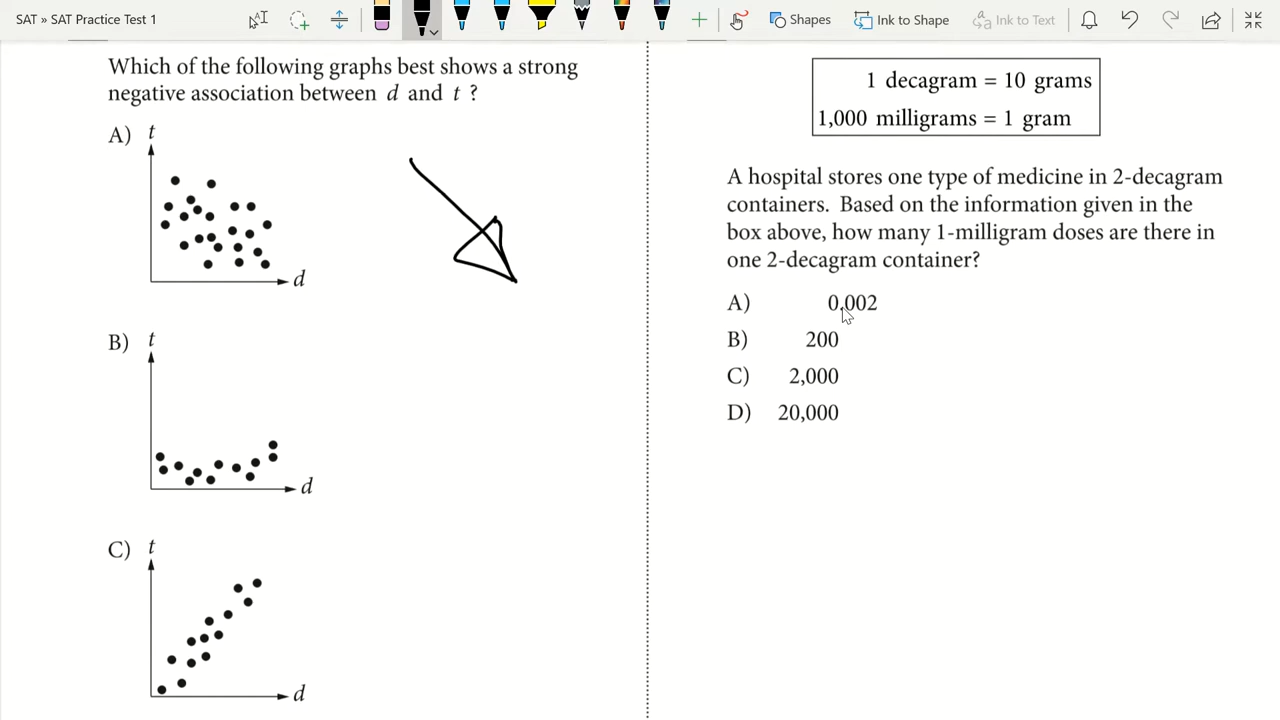 SAT » SAT Practice Test 1
Shapes
Ink to Shape
Ink to Text
Which of the following graphs best shows a strong
negative association between d and t ?
A) t
d
B) t
d
C) t
d
1 decagram = 10 grams
1,000 milligrams = 1 gram
A hospital stores one type of medicine in 2-decagram
containers. Based on the information given in the
box above, how many 1-milligram doses are there in
one 2-decagram container?
A) 0.002
B) 200
C) 2,000
D) 20,000